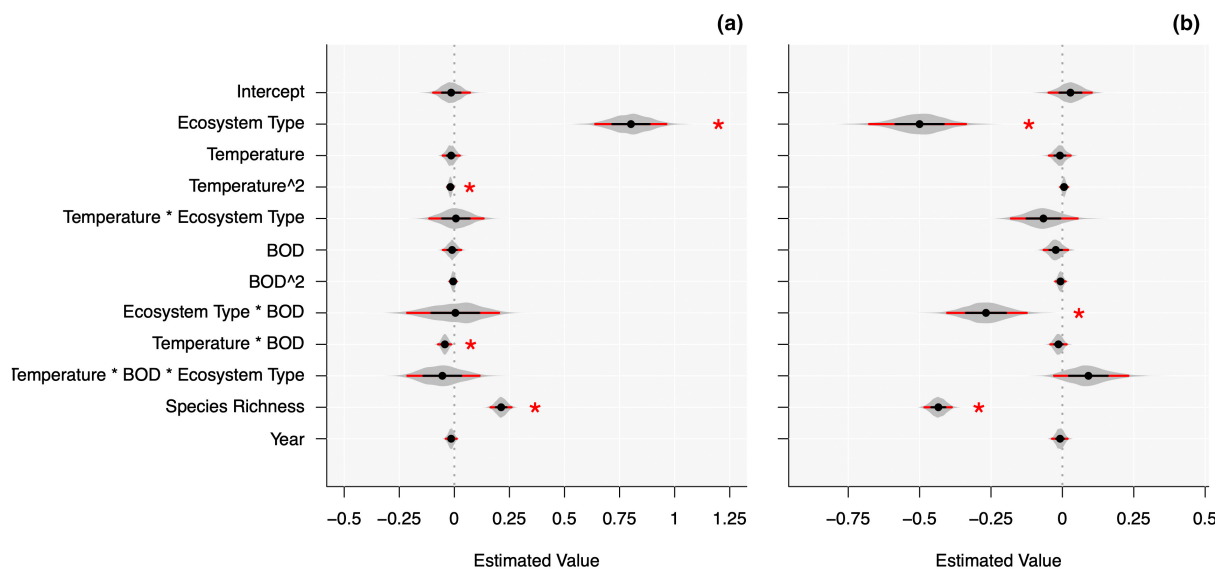 (a) (b)
Intercept
Ecosystem Type *
Temperature
Temperature^2 *
Temperature * Ecosystem Type
BOD
BOD^2
Ecosystem Type * BOD *
Temperature * BOD *
Temperature * BOD * Ecosystem Type
Species Richness * *
Year
−0.5 −0.25 0 0.25 0.5 0.75 1 1.25 −0.75 −0.5 −0.25 0 0.25 0.5
Estimated Value Estimated Value